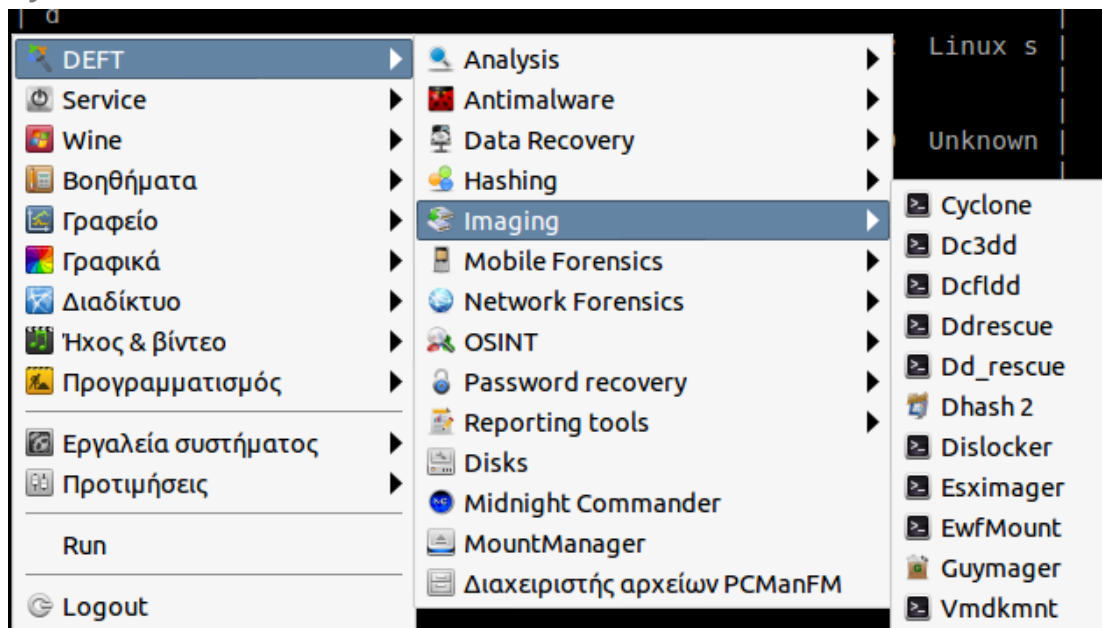 d
DEFT
Service
Wine
Βοηθήματα
Γραφείο
Γραφικά
Διαδίκτυο
Ήχος & βίντεο
Προγραμματισμός
Εργαλεία συστήματος
Προτιμήσεις
Run
Logout
Analysis
Antimalware
Data Recovery
Hashing
Imaging
Mobile Forensics
Network Forensics
OSINT
Password recovery
Reporting tools
Disks
Midnight Commander
MountManager
Διαχειριστής αρχείων PCManFM
Linux s
Unknown
Cyclone
Dc3dd
Dcfldd
Ddrescue
Dd_rescue
Dhash 2
Dislocker
Esximager
EwfMount
Guymager
Vmdkmnt